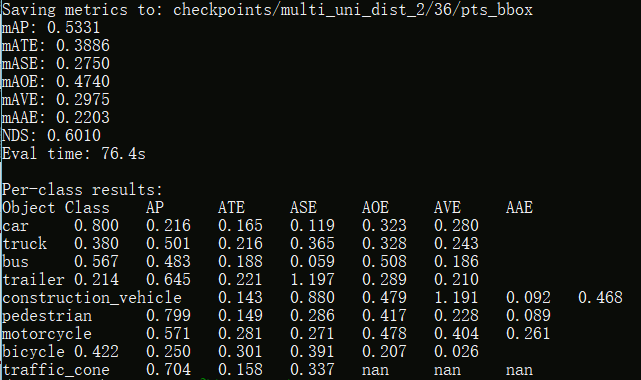 Saving metrics to: checkpoints/multi_uni_dist_2/36/pts_bbox
mAP: 0.5331
mATE: 0.3886
mASE: 0.2750
mAOE: 0.4740
mAVE: 0.2975
mAAE: 0.2203
NDS: 0.6010
Eval time: 76.4s
Per-class results:
Object Class AP ATE ASE AOE AVE AAE
car 0.800 0.216 0.165 0.119 0.323 0.280
truck 0.380 0.501 0.216 0.365 0.328 0.243
bus 0.567 0.483 0.188 0.059 0.508 0.186
trailer 0.214 0.645 0.221 1.197 0.289 0.210
construction_vehicle 0.143 0.880 0.479 1.191 0.092 0.468
pedestrian 0.799 0.149 0.286 0.417 0.228 0.089
motorcycle 0.571 0.281 0.271 0.478 0.404 0.261
bicycle 0.422 0.250 0.301 0.391 0.207 0.026
traffic_cone 0.704 0.158 0.337 nan nan nan